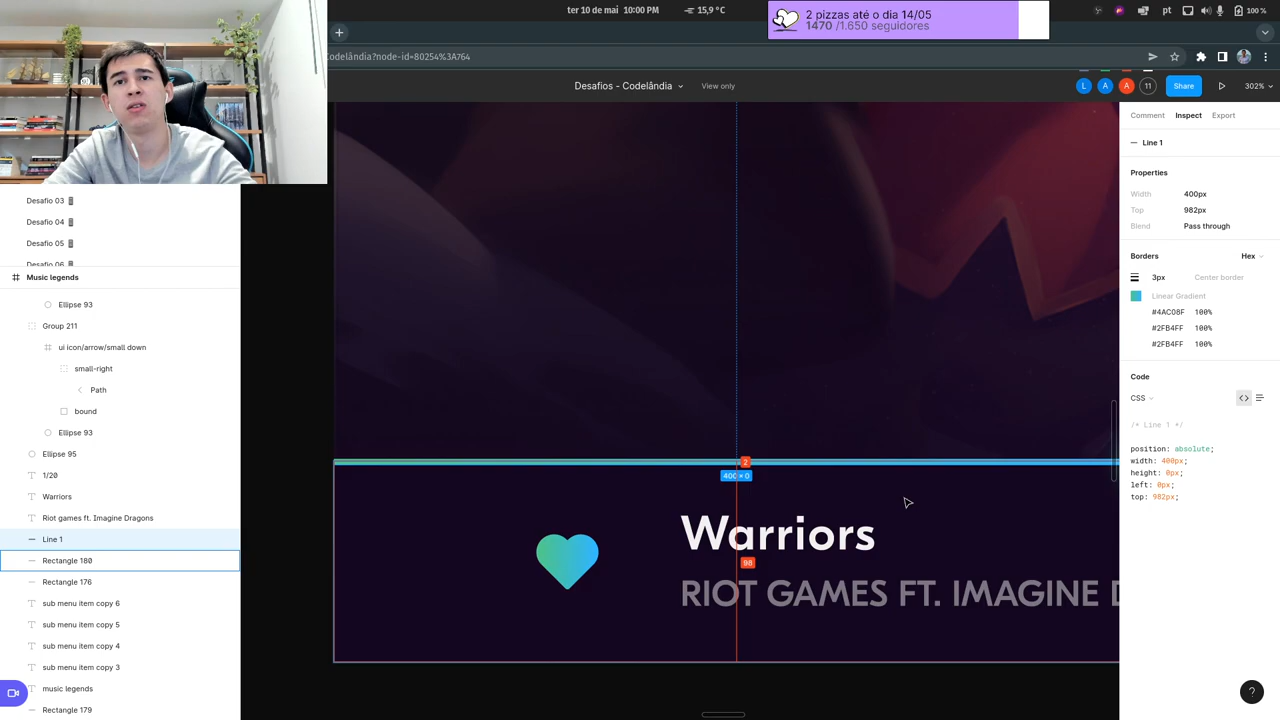 ter 10 de mai 10:00 PM 15,9 °C
2 pizzas até o dia 14/05
1470 /1.650 seguidores
pt
100 %
Codelândia?node-id=80254%3A764
Desafios - Codelândia
View only
L A A 11
Share
302%
Comment Inspect Export
Line 1
Properties
Width 400px
Top 982px
Blend Pass through
Borders Hex
3px Center border
Linear Gradient
#4AC08F 100%
#2FB4FF 100%
#2FB4FF 100%
Code
CSS
/* Line 1 */
position: absolute;
width: 400px;
height: 0px;
left: 0px;
top: 982px;
Desafio 03
Desafio 04
Desafio 05
Desafio 06
Music legends
Ellipse 93
Group 211
ui icon/arrow/small down
small-right
Path
bound
Ellipse 93
Ellipse 95
1/20
Warriors
Riot games ft. Imagine Dragons
Line 1
Rectangle 180
Rectangle 176
sub menu item copy 6
sub menu item copy 5
sub menu item copy 4
sub menu item copy 3
music legends
Rectangle 179
2
400 × 0
Warriors
98
RIOT GAMES FT. IMAGINE D
?